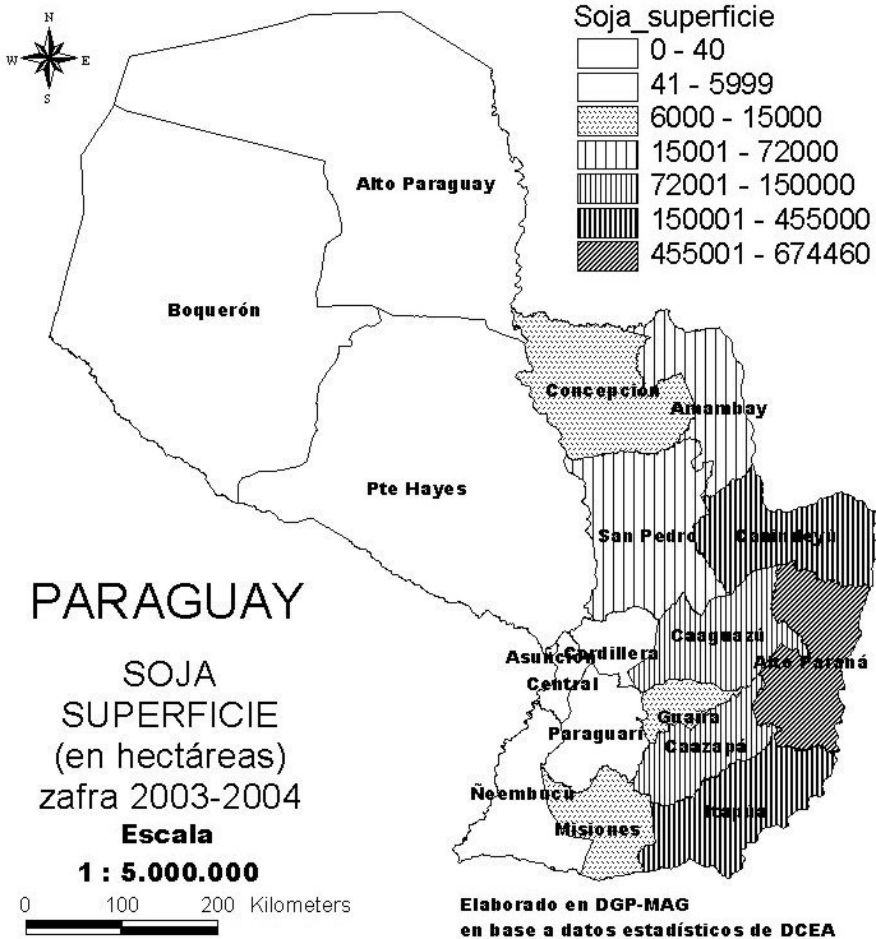 N
W E
S
Soja_superficie
0 - 40
41 - 5999
6000 - 15000
15001 - 72000
72001 - 150000
150001 - 455000
455001 - 674460
Alto Paraguay
Boquerón
Concepción
Amambay
Pte Hayes
San Pedro
Canindeyú
PARAGUAY
SOJA
SUPERFICIE
(en hectáreas)
zafra 2003-2004
Escala
1 : 5.000.000
0 100 200 Kilometers
Caaguazú
Asunción
Cordillera
Alto Paraná
Central
Guaira
Paraguari
Caazapá
Ñeembucú
Itapúa
Misiones
Elaborado en DGP-MAG
en base a datos estadísticos de DCEA